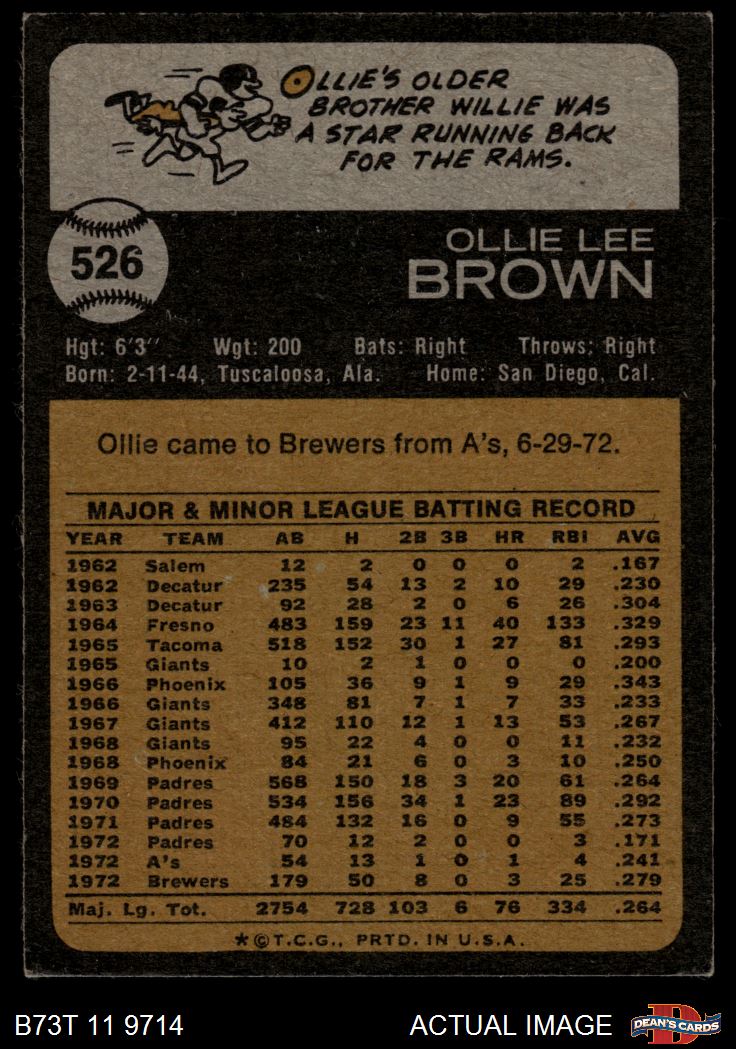 OLLIE'S OLDER
BROTHER WILLIE WAS
A STAR RUNNING BACK
FOR THE RAMS.
526
OLLIE LEE
BROWN
Hgt: 6'3" Wgt: 200 Bats: Right Throws: Right
Born: 2-11-44, Tuscaloosa, Ala. Home: San Diego, Cal.
Ollie came to Brewers from A's, 6-29-72.
MAJOR & MINOR LEAGUE BATTING RECORD
YEAR TEAM AB H 2B 3B HR RBI AVG
1962 Salem 12 2 0 0 0 2 .167
1962 Decatur 235 54 13 2 10 29 .230
1963 Decatur 92 28 2 0 6 26 .304
1964 Fresno 483 159 23 11 40 133 .329
1965 Tacoma 518 152 30 1 27 81 .293
1965 Giants 10 2 1 0 0 0 .200
1966 Phoenix 105 36 9 1 9 29 .343
1966 Giants 348 81 7 1 7 33 .233
1967 Giants 412 110 12 1 13 53 .267
1968 Giants 95 22 4 0 0 11 .232
1968 Phoenix 84 21 6 0 3 10 .250
1969 Padres 568 150 18 3 20 61 .264
1970 Padres 534 156 34 1 23 89 .292
1971 Padres 484 132 16 0 9 55 .273
1972 Padres 70 12 2 0 0 3 .171
1972 A's 54 13 1 0 1 4 .241
1972 Brewers 179 50 8 0 3 25 .279
Maj. Lg. Tot. 2754 728 103 6 76 334 .264
*©T.C.G., PRTD. IN U.S.A.
B73T 11 9714 ACTUAL IMAGE DEAN'S CARDS